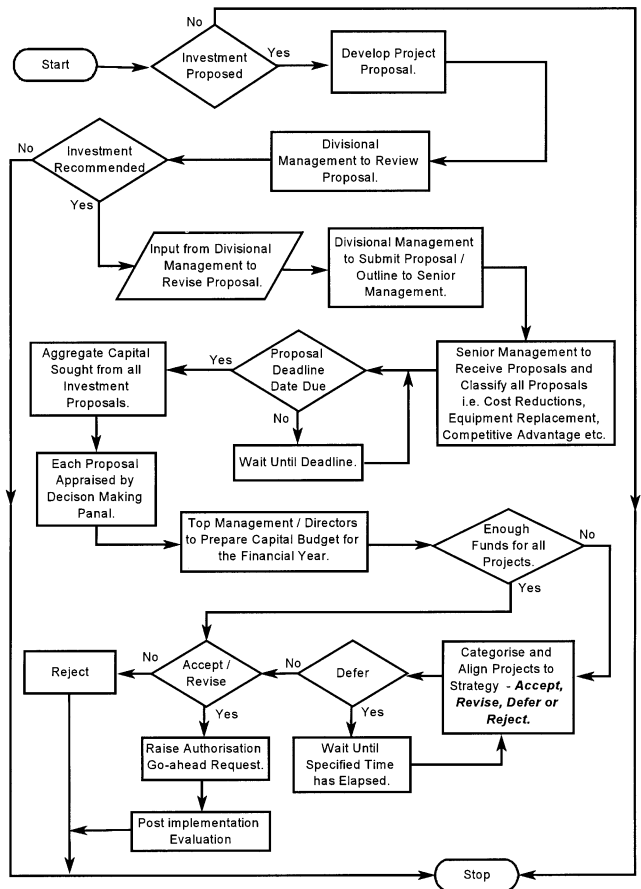 No
Start
Investment
Proposed
Yes
Develop Project
Proposal.
No
Investment
Recommended
Yes
Divisional
Management to Review
Proposal.
Input from Divisional
Management to
Revise Proposal.
Divisional Management
to Submit Proposal /
Outline to Senior
Management.
Aggregate Capital
Sought from all
Investment
Proposals.
Yes
Proposal
Deadline
Date Due
No
Wait Until Deadline.
Senior Management to
Receive Proposals and
Classify all Proposals
i.e. Cost Reductions,
Equipment Replacement,
Competitive Advantage etc.
Each Proposal
Appraised by
Decison Making
Panal.
Top Management / Directors
to Prepare Capital Budget for
the Financial Year.
Enough
Funds for all
Projects.
No
Yes
Reject
No
Accept /
Revise
Yes
No
Defer
Yes
Categorise and
Align Projects to
Strategy - Accept,
Revise, Defer or
Reject.
Raise Authorisation
Go-ahead Request.
Wait Until
Specified Time
has Elapsed.
Post implementation
Evaluation
Stop